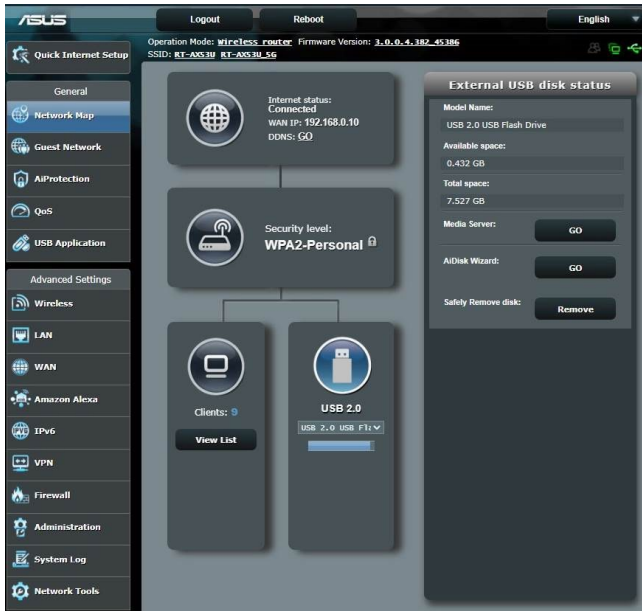 ASUS
Logout
Reboot
English
Quick Internet Setup
Operation Mode: Wireless router Firmware Version: 3.0.0.4.382_45386
SSID: RT-AX53U RT-AX53U_5G
General
Network Map
Guest Network
AiProtection
QoS
USB Application
Advanced Settings
Wireless
LAN
WAN
Amazon Alexa
IPv6
VPN
Firewall
Administration
System Log
Network Tools
Internet status:
Connected
WAN IP: 192.168.0.10
DDNS: GO
Security level:
WPA2-Personal
Clients: 9
View List
USB 2.0
USB 2.0 USB Fl
External USB disk status
Model Name:
USB 2.0 USB Flash Drive
Available space:
0.432 GB
Total space:
7.527 GB
Media Server:
GO
AiDisk Wizard:
GO
Safely Remove disk:
Remove